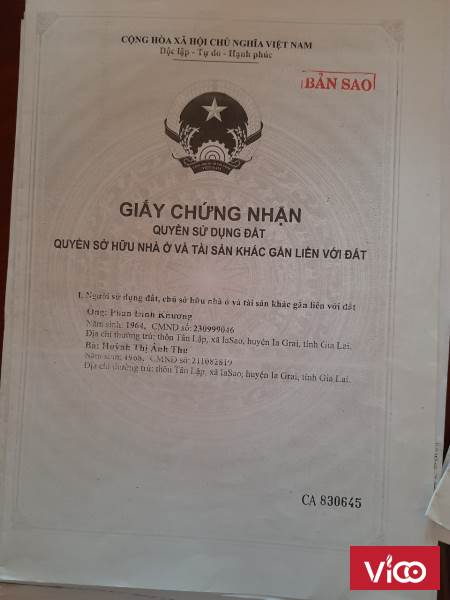 CỘNG HÒA XÃ HỘI CHỦ NGHĨA VIỆT NAM
Độc lập - Tự do - Hạnh phúc
BẢN SAO
GIẤY CHỨNG NHẬN
QUYỀN SỬ DỤNG ĐẤT
QUYỀN SỞ HỮU NHÀ Ở VÀ TÀI SẢN KHÁC GẮN LIỀN VỚI ĐẤT
I. Người sử dụng đất, chủ sở hữu nhà ở và tài sản khác gắn liền với đất
Ông: Phan Đình Khương
Năm sinh: 1964, CMND số: 230999046
Địa chỉ thường trú: thôn Tân Lập, xã IaSao, huyện Ia Grai, tỉnh Gia Lai.
Bà: Huỳnh Thị Ánh Thu
Năm sinh: 1968, CMND số: 211082819
Địa chỉ thường trú: thôn Tân Lập, xã IaSao, huyện Ia Grai, tỉnh Gia Lai.
CA 830645
Vico